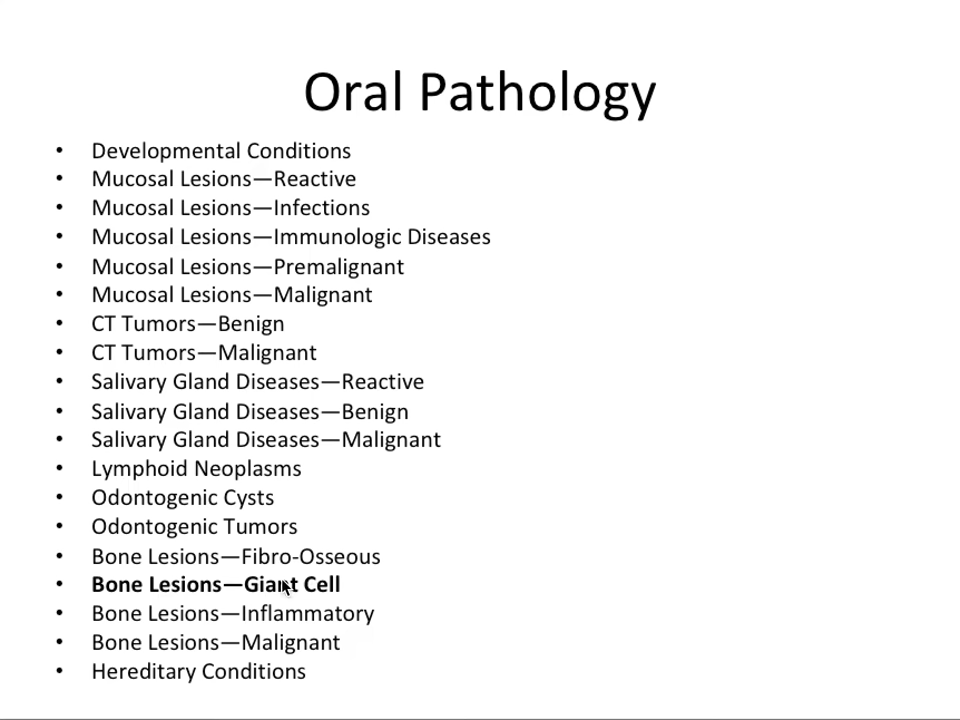 Oral Pathology
• Developmental Conditions
• Mucosal Lesions—Reactive
• Mucosal Lesions—Infections
• Mucosal Lesions—Immunologic Diseases
• Mucosal Lesions—Premalignant
• Mucosal Lesions—Malignant
• CT Tumors—Benign
• CT Tumors—Malignant
• Salivary Gland Diseases—Reactive
• Salivary Gland Diseases—Benign
• Salivary Gland Diseases—Malignant
• Lymphoid Neoplasms
• Odontogenic Cysts
• Odontogenic Tumors
• Bone Lesions—Fibro-Osseous
• Bone Lesions—Giant Cell
• Bone Lesions—Inflammatory
• Bone Lesions—Malignant
• Hereditary Conditions